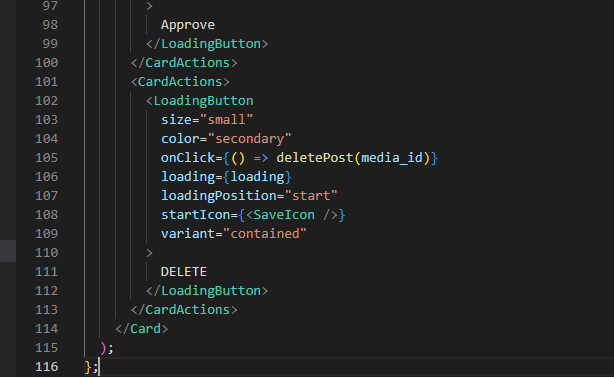 97 >
98 Approve
99 </LoadingButton>
100 </CardActions>
101 <CardActions>
102 <LoadingButton
103 size="small"
104 color="secondary"
105 onClick={() => deletePost(media_id)}
106 loading={loading}
107 loadingPosition="start"
108 startIcon={<SaveIcon />}
109 variant="contained"
110 >
111 DELETE
112 </LoadingButton>
113 </CardActions>
114 </Card>
115 );
116 };